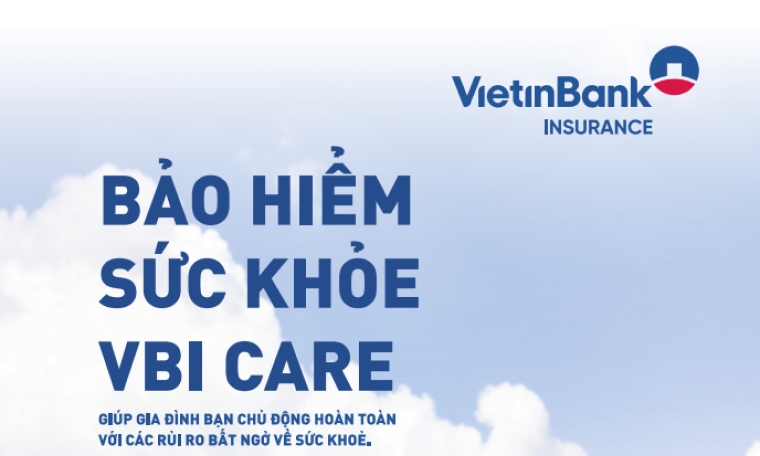 VietinBank
INSURANCE
BẢO HIỂM
SỨC KHỎE
VBI CARE
GIÚP GIA ĐÌNH BẠN CHỦ ĐỘNG HOÀN TOÀN
VỚI CÁC RỦI RO BẤT NGỜ VỀ SỨC KHOẺ.